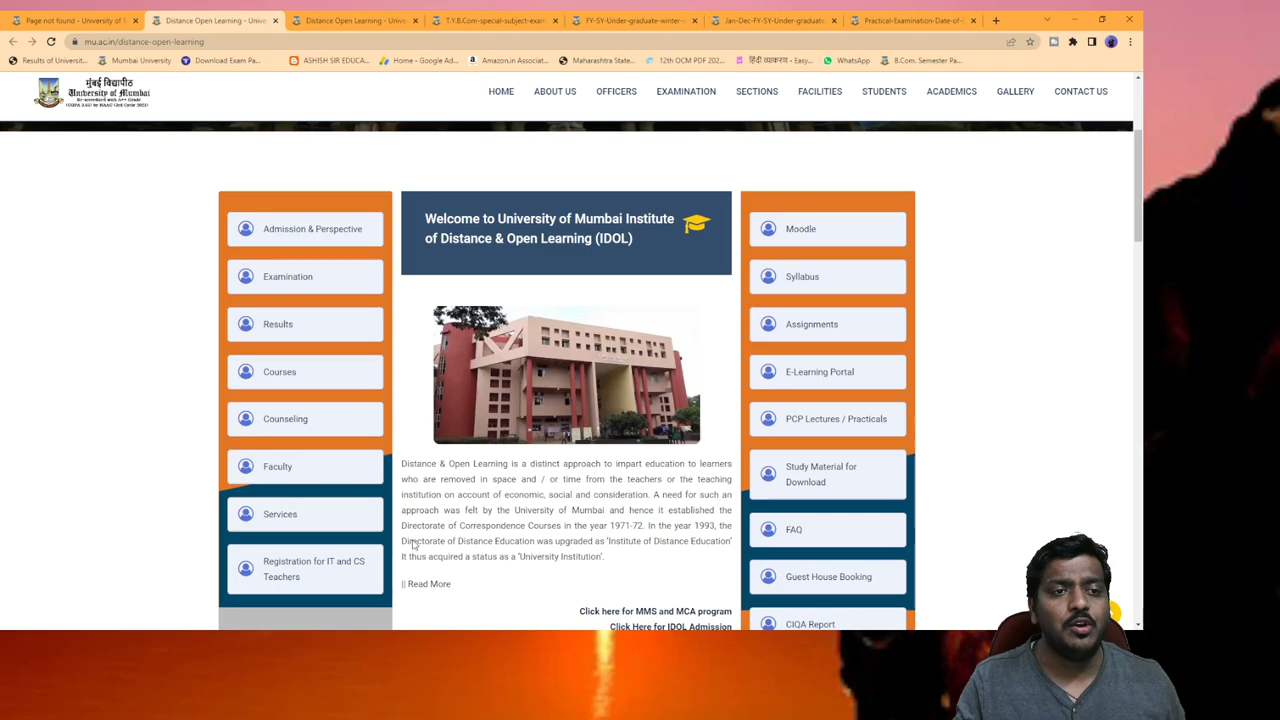 Page not found - University of M
Distance Open Learning - Unive
Distance Open Learning - Unive
T.Y.B.Com-special-subject-exam
FY-SY-Under-graduate-winter-s
Jan-Dec-FY-SY-Under-graduate
Practical-Examination-Date-of-
mu.ac.in/distance-open-learning
Results of Universit...
Mumbai University
Download Exam Pa...
ASHISH SIR EDUCA...
Home - Google Ad...
Amazon.in Associat...
Maharashtra State...
12th OCM PDF 202...
हिंदी व्याकरण - Easy...
WhatsApp
B.Com. Semester Pa...
मुंबई विद्यापीठ
University of Mumbai
HOME
ABOUT US
OFFICERS
EXAMINATION
SECTIONS
FACILITIES
STUDENTS
ACADEMICS
GALLERY
CONTACT US
Admission & Perspective
Examination
Results
Courses
Counseling
Faculty
Services
Registration for IT and CS
Teachers
Welcome to University of Mumbai Institute
of Distance & Open Learning (IDOL)
Distance & Open Learning is a distinct approach to impart education to learners
who are removed in space and / or time from the teachers or the teaching
institution on account of economic, social and consideration. A need for such an
approach was felt by the University of Mumbai and hence it established the
Directorate of Correspondence Courses in the year 1971-72. In the year 1993, the
Directorate of Distance Education was upgraded as 'Institute of Distance Education'
It thus acquired a status as a 'University Institution'.
|| Read More
Click here for MMS and MCA program
Click Here for IDOL Admission
Moodle
Syllabus
Assignments
E-Learning Portal
PCP Lectures / Practicals
Study Material for
Download
FAQ
Guest House Booking
CIQA Report